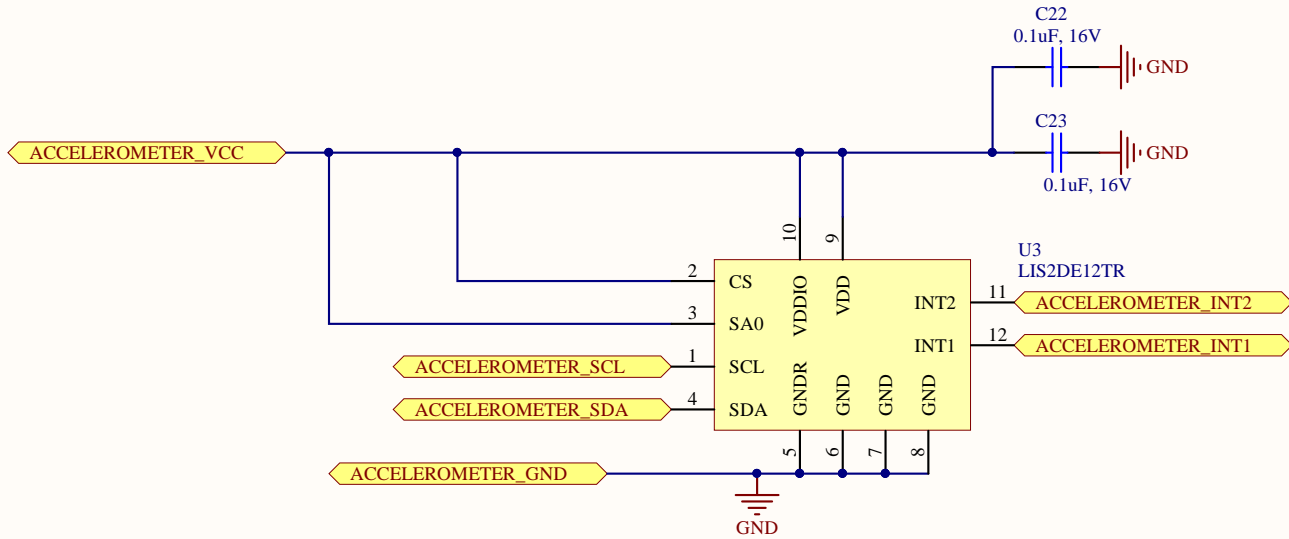 C22
0.1uF, 16V
GND
C23
ACCELEROMETER_VCC
GND
0.1uF, 16V
10
9
U3
LIS2DE12TR
2
CS
VDDIO
VDD
INT2
11
ACCELEROMETER_INT2
3
SA0
INT1
12
ACCELEROMETER_INT1
ACCELEROMETER_SCL
1
SCL
GNDR
GND
GND
GND
ACCELEROMETER_SDA
4
SDA
5
6
7
8
ACCELEROMETER_GND
GND